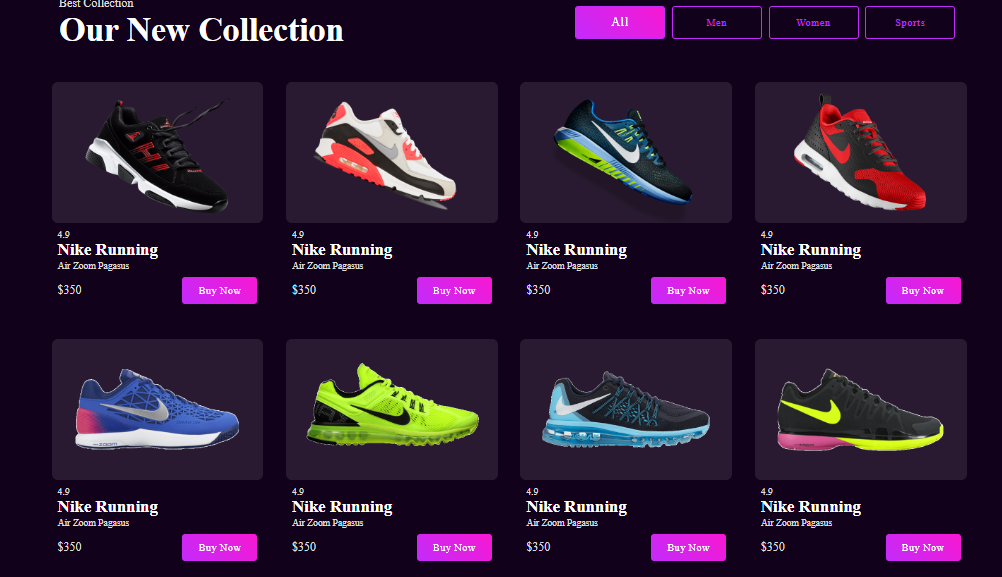 Best Collection
Our New Collection
All
Men
Women
Sports
4.9
Nike Running
Air Zoom Pagasus
$350
Buy Now
4.9
Nike Running
Air Zoom Pagasus
$350
Buy Now
4.9
Nike Running
Air Zoom Pagasus
$350
Buy Now
4.9
Nike Running
Air Zoom Pagasus
$350
Buy Now
4.9
Nike Running
Air Zoom Pagasus
$350
Buy Now
4.9
Nike Running
Air Zoom Pagasus
$350
Buy Now
4.9
Nike Running
Air Zoom Pagasus
$350
Buy Now
4.9
Nike Running
Air Zoom Pagasus
$350
Buy Now